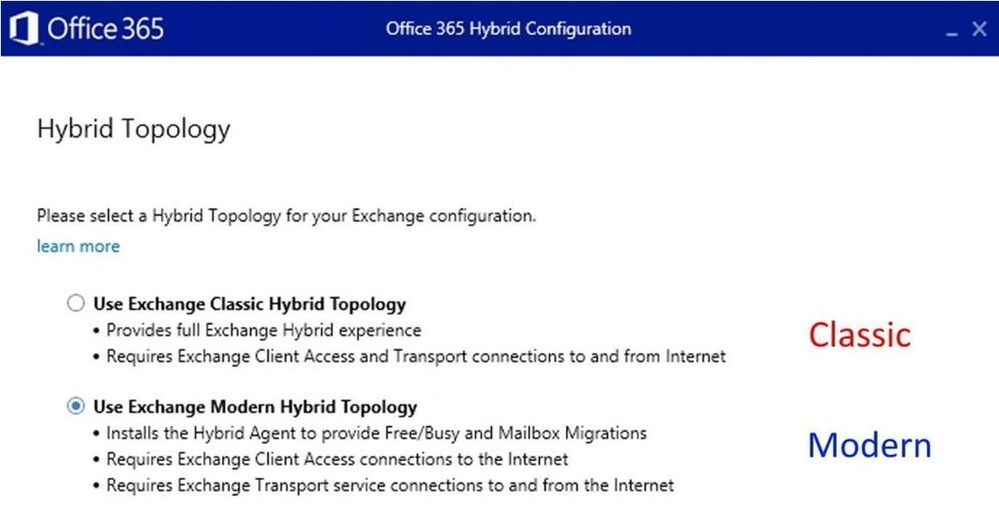 Office 365
Office 365 Hybrid Configuration
Hybrid Topology
Please select a Hybrid Topology for your Exchange configuration.
learn more
Use Exchange Classic Hybrid Topology
• Provides full Exchange Hybrid experience
• Requires Exchange Client Access and Transport connections to and from Internet
Classic
Use Exchange Modern Hybrid Topology
• Installs the Hybrid Agent to provide Free/Busy and Mailbox Migrations
• Requires Exchange Client Access connections to the Internet
• Requires Exchange Transport service connections to and from the Internet
Modern